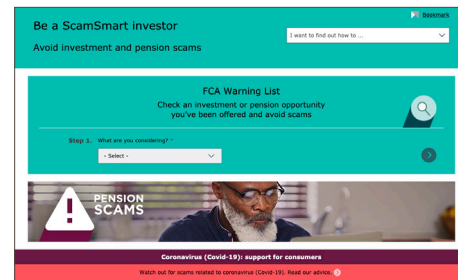 Bookmark
Be a ScamSmart investor
I want to find out how to ...
Avoid investment and pension scams
FCA Warning List
Check an investment or pension opportunity
you've been offered and avoid scams
Step 1. What are you considering? *
- Select -
PENSION
SCAMS
Coronavirus (Covid-19): support for consumers
Watch out for scams related to coronavirus (Covid-19). Read our advice.